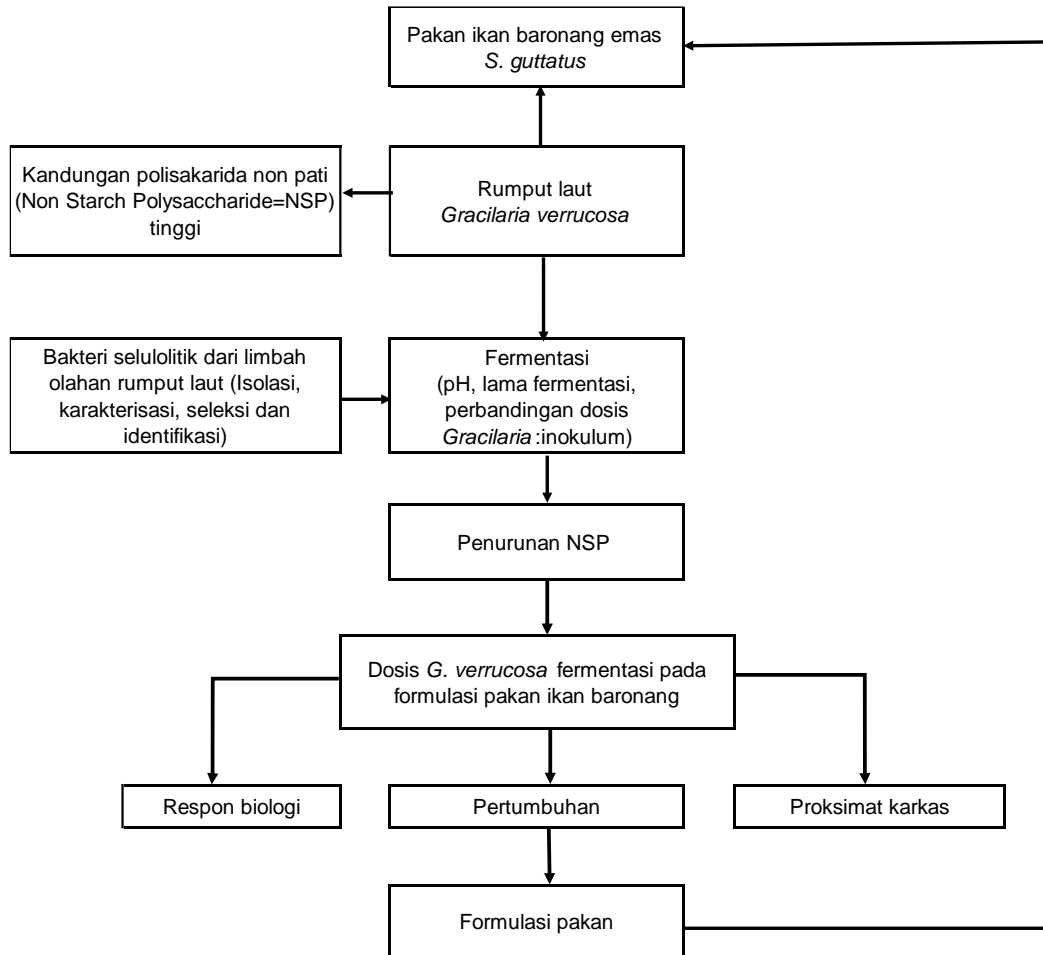 Pakan ikan baronang emas
S. guttatus
Kandungan polisakarida non pati
(Non Starch Polysaccharide=NSP)
tinggi
Rumput laut
Gracilaria verrucosa
Bakteri selulolitik dari limbah
olahan rumput laut (Isolasi,
karakterisasi, seleksi dan
identifikasi)
Fermentasi
(pH, lama fermentasi,
perbandingan dosis
Gracilaria:inokulum)
Penurunan NSP
Dosis G. verrucosa fermentasi pada
formulasi pakan ikan baronang
Respon biologi
Pertumbuhan
Proksimat karkas
Formulasi pakan